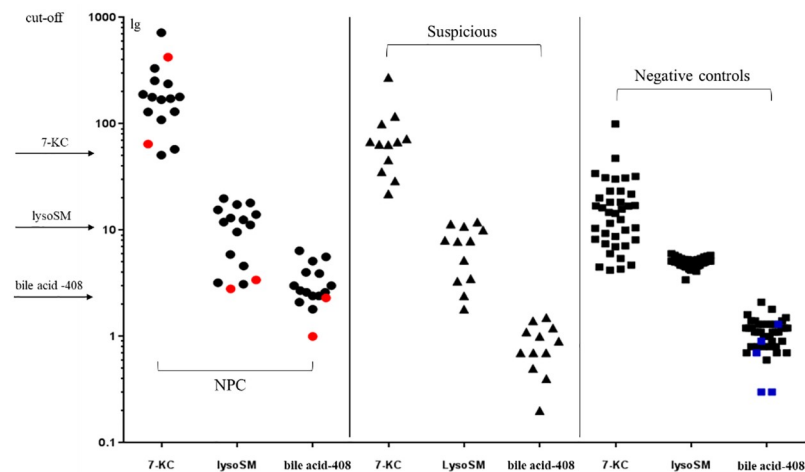 cut-off
1000
lg
Suspicious
Negative controls
100
7-KC
lysoSM
10
bile acid -408
1
NPC
0.1
7-KC lysoSM bile acid-408 7-KC LysoSM bile acid-408 7-KC lysoSM bile acid-408